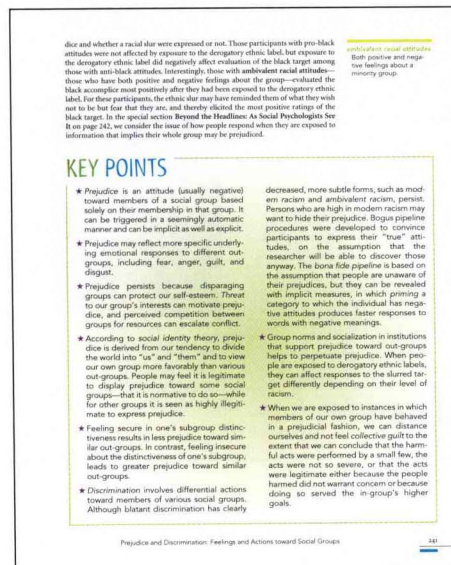 dice and whether a racial slur were expressed or not. Those participants with pro-black
attitudes were not affected by exposure to the derogatory ethnic label, but exposure to
the derogatory ethnic label did negatively affect evaluation of the black target among
those with anti-black attitudes. Interestingly, those with ambivalent racial attitudes—
those who have both positive and negative feelings about the group—evaluated the
black accomplice most positively after they had been exposed to the derogatory ethnic
label. For these participants, the ethnic slur may have reminded them of what they wish
not to be but fear that they are, and thereby elicited the most positive ratings of the
black target. In the special section Beyond the Headlines: As Social Psychologists See
It on page 242, we consider the issue of how people respond when they are exposed to
information that implies their whole group may be prejudiced.
ambivalent racial attitudes
Both positive and nega-
tive feelings about a
minority group.
KEY POINTS
★ Prejudice is an attitude (usually negative)
toward members of a social group based
solely on their membership in that group. It
can be triggered in a seemingly automatic
manner and can be implicit as well as explicit.
★ Prejudice may reflect more specific underly-
ing emotional responses to different out-
groups, including fear, anger, guilt, and
disgust.
★ Prejudice persists because disparaging
groups can protect our self-esteem. Threat
to our group's interests can motivate preju-
dice, and perceived competition between
groups for resources can escalate conflict.
★ According to social identity theory, preju-
dice is derived from our tendency to divide
the world into "us" and "them" and to view
our own group more favorably than various
out-groups. People may feel it is legitimate
to display prejudice toward some social
groups—that it is normative to do so—while
for other groups it is seen as highly illegiti-
mate to express prejudice.
★ Feeling secure in one's subgroup distinc-
tiveness results in less prejudice toward sim-
ilar out-groups. In contrast, feeling insecure
about the distinctiveness of one's subgroup,
leads to greater prejudice toward similar
out-groups.
★ Discrimination involves differential actions
toward members of various social groups.
Although blatant discrimination has clearly
decreased, more subtle forms, such as mod-
ern racism and ambivalent racism, persist.
Persons who are high in modern racism may
want to hide their prejudice. Bogus pipeline
procedures were developed to convince
participants to express their "true" atti-
tudes, on the assumption that the
researcher will be able to discover those
anyway. The bona fide pipeline is based on
the assumption that people are unaware of
their prejudices, but they can be revealed
with implicit measures, in which priming a
category to which the individual has nega-
tive attitudes produces faster responses to
words with negative meanings.
★ Group norms and socialization in institutions
that support prejudice toward out-groups
helps to perpetuate prejudice. When peo-
ple are exposed to derogatory ethnic labels,
they can affect responses to the slurred tar-
get differently depending on their level of
racism.
★ When we are exposed to instances in which
members of our own group have behaved
in a prejudicial fashion, we can distance
ourselves and not feel collective guilt to the
extent that we can conclude that the harm-
ful acts were performed by a small few, the
acts were not so severe, or that the acts
were legitimate either because the people
harmed did not warrant concern or because
doing so served the in-group's higher
goals.
Prejudice and Discrimination: Feelings and Actions toward Social Groups
241